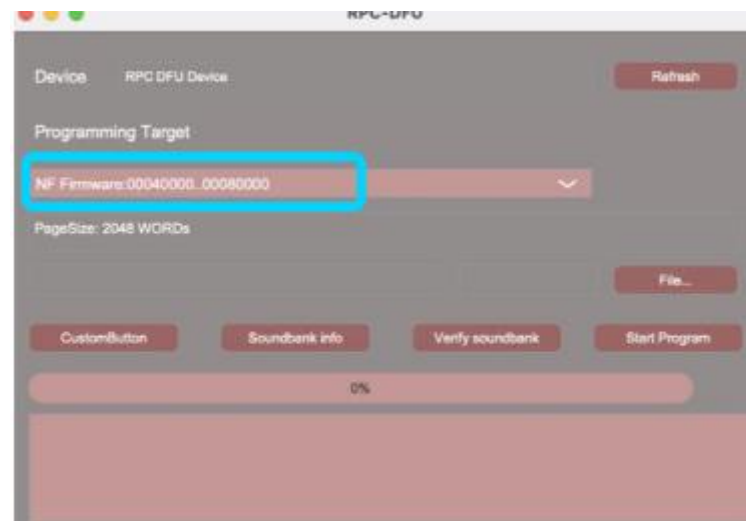 RPC-DFU
Device RPC DFU Device Refresh
Programming Target
NF Firmware:00040000..00080000
PageSize: 2048 WORDs
File...
CustomButton Soundbank info Verify soundbank Start Program
0%